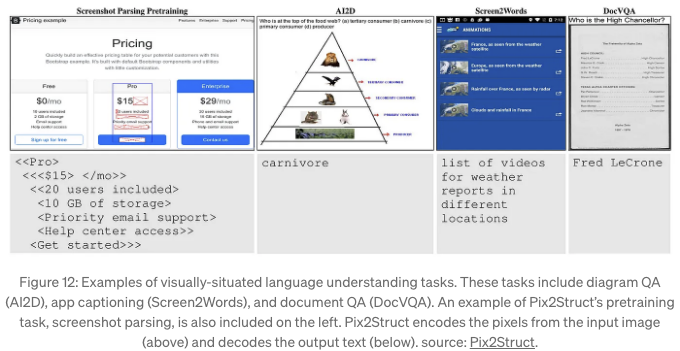 Screenshot Parsing Pretraining
Pricing example
Features Enterprise Support Pricing
Pricing
Quickly build an effective pricing table for your potential customers with this
Bootstrap example. It's built with default Bootstrap components and utilities
with little customization.
Free
$0/mo
10 users included
2 GB of storage
Email support
Help center access
Sign up for free
Pro
$15
20 users included
Priority email support
Help center access
Enterprise
$29/mo
30 users included
15 GB of storage
Phone and email support
Help center access
Contact us
<<Pro>
<<<$15> </mo>>
<<20 users included>
<10 GB of storage>
<Priority email support>
<Help center access>>
<Get started>>>
AI2D
Who is at the top of the food web? (a) tertiary consumer (b) carnivore (c)
primary consumer (d) producer
CARNIVORE
TERTIARY CONSUMER
SECONDARY CONSUMER
PRIMARY CONSUMER
PRODUCER
carnivore
Screen2Words
ANIMATIONS
France, as seen from the weather
satellite
Europe, as seen from the weather
satellite
Rainfall over France, as seen by radar
Clouds and rainfall in France
list of videos
for weather
reports in
different
locations
DocVQA
Who is the High Chancellor?
Fred LeCrone
Figure 12: Examples of visually-situated language understanding tasks. These tasks include diagram QA
(AI2D), app captioning (Screen2Words), and document QA (DocVQA). An example of Pix2Struct's pretraining
task, screenshot parsing, is also included on the left. Pix2Struct encodes the pixels from the input image
(above) and decodes the output text (below). source: Pix2Struct.